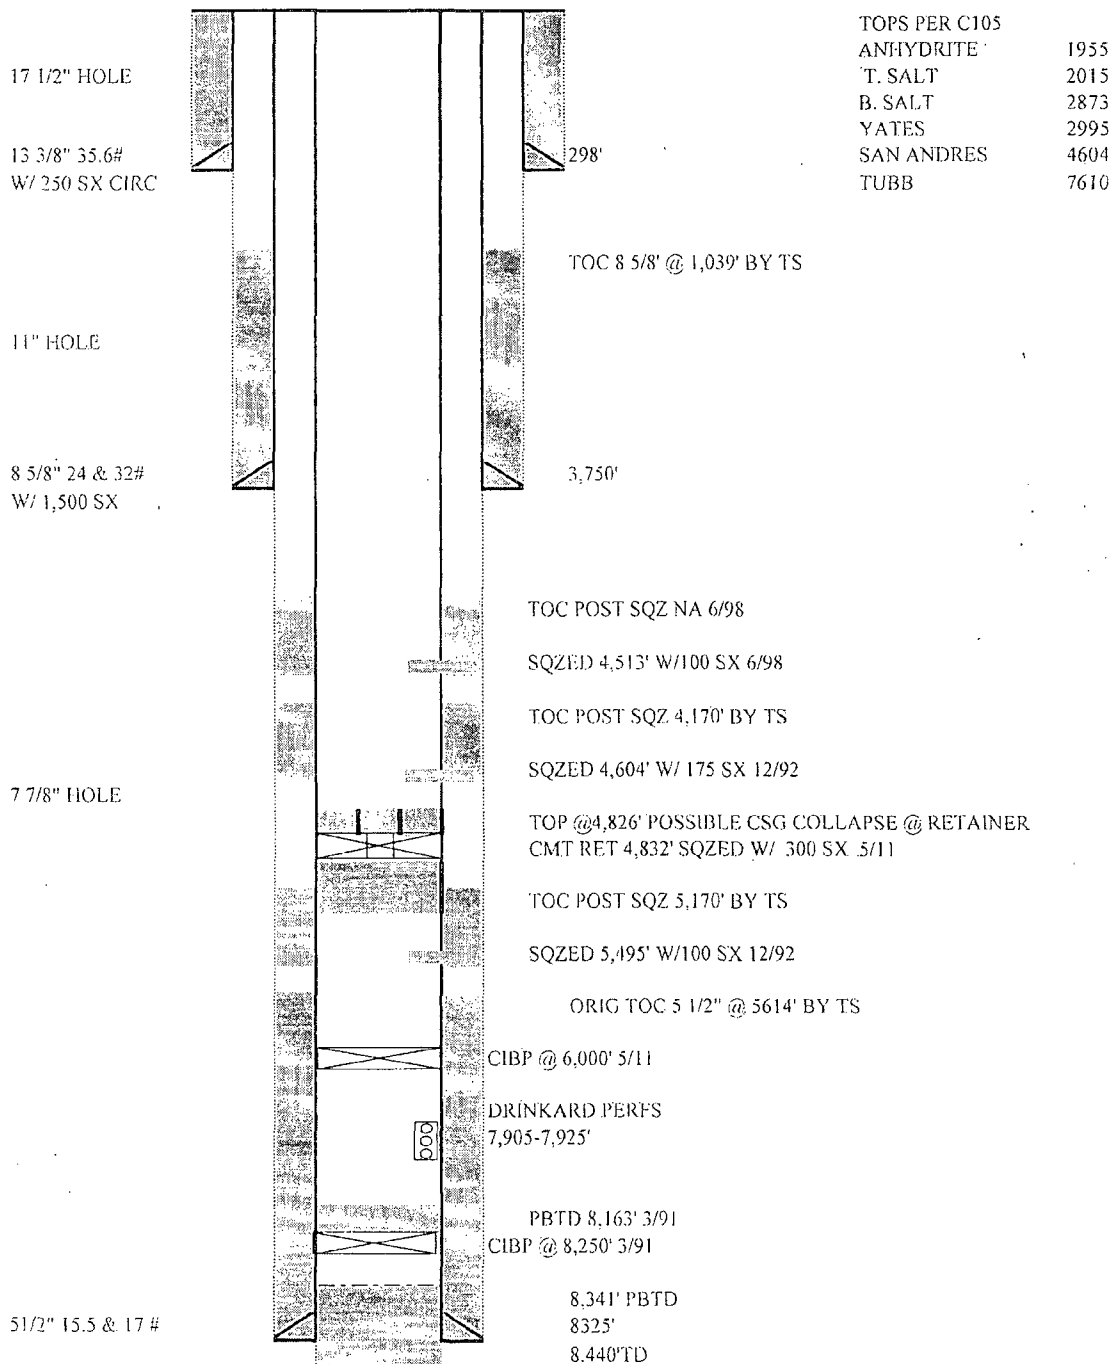 TOPS PER C105
ANHYDRITE 1955
T. SALT 2015
B. SALT 2873
YATES 2995
SAN ANDRES 4604
TUBB 7610
17 1/2" HOLE
13 3/8" 35.6#
W/ 250 SX CIRC
298'
TOC 8 5/8' @ 1,039' BY TS
11" HOLE
8 5/8" 24 & 32#
W/ 1,500 SX
3,750'
TOC POST SQZ NA 6/98
SQZED 4,513' W/100 SX 6/98
TOC POST SQZ 4,170' BY TS
SQZED 4,604' W/ 175 SX 12/92
7 7/8" HOLE
TOP @4,826' POSSIBLE CSG COLLAPSE @ RETAINER
CMT RET 4,832' SQZED W/ 300 SX 5/11
TOC POST SQZ 5,170' BY TS
SQZED 5,495' W/100 SX 12/92
ORIG TOC 5 1/2" @ 5614' BY TS
CIBP @ 6,000' 5/11
DRINKARD PERFS
7,905-7,925'
PBTD 8,163' 3/91
CIBP @ 8,250' 3/91
8,341' PBTD
51/2" 15.5 & 17 #
8325'
8,440'TD